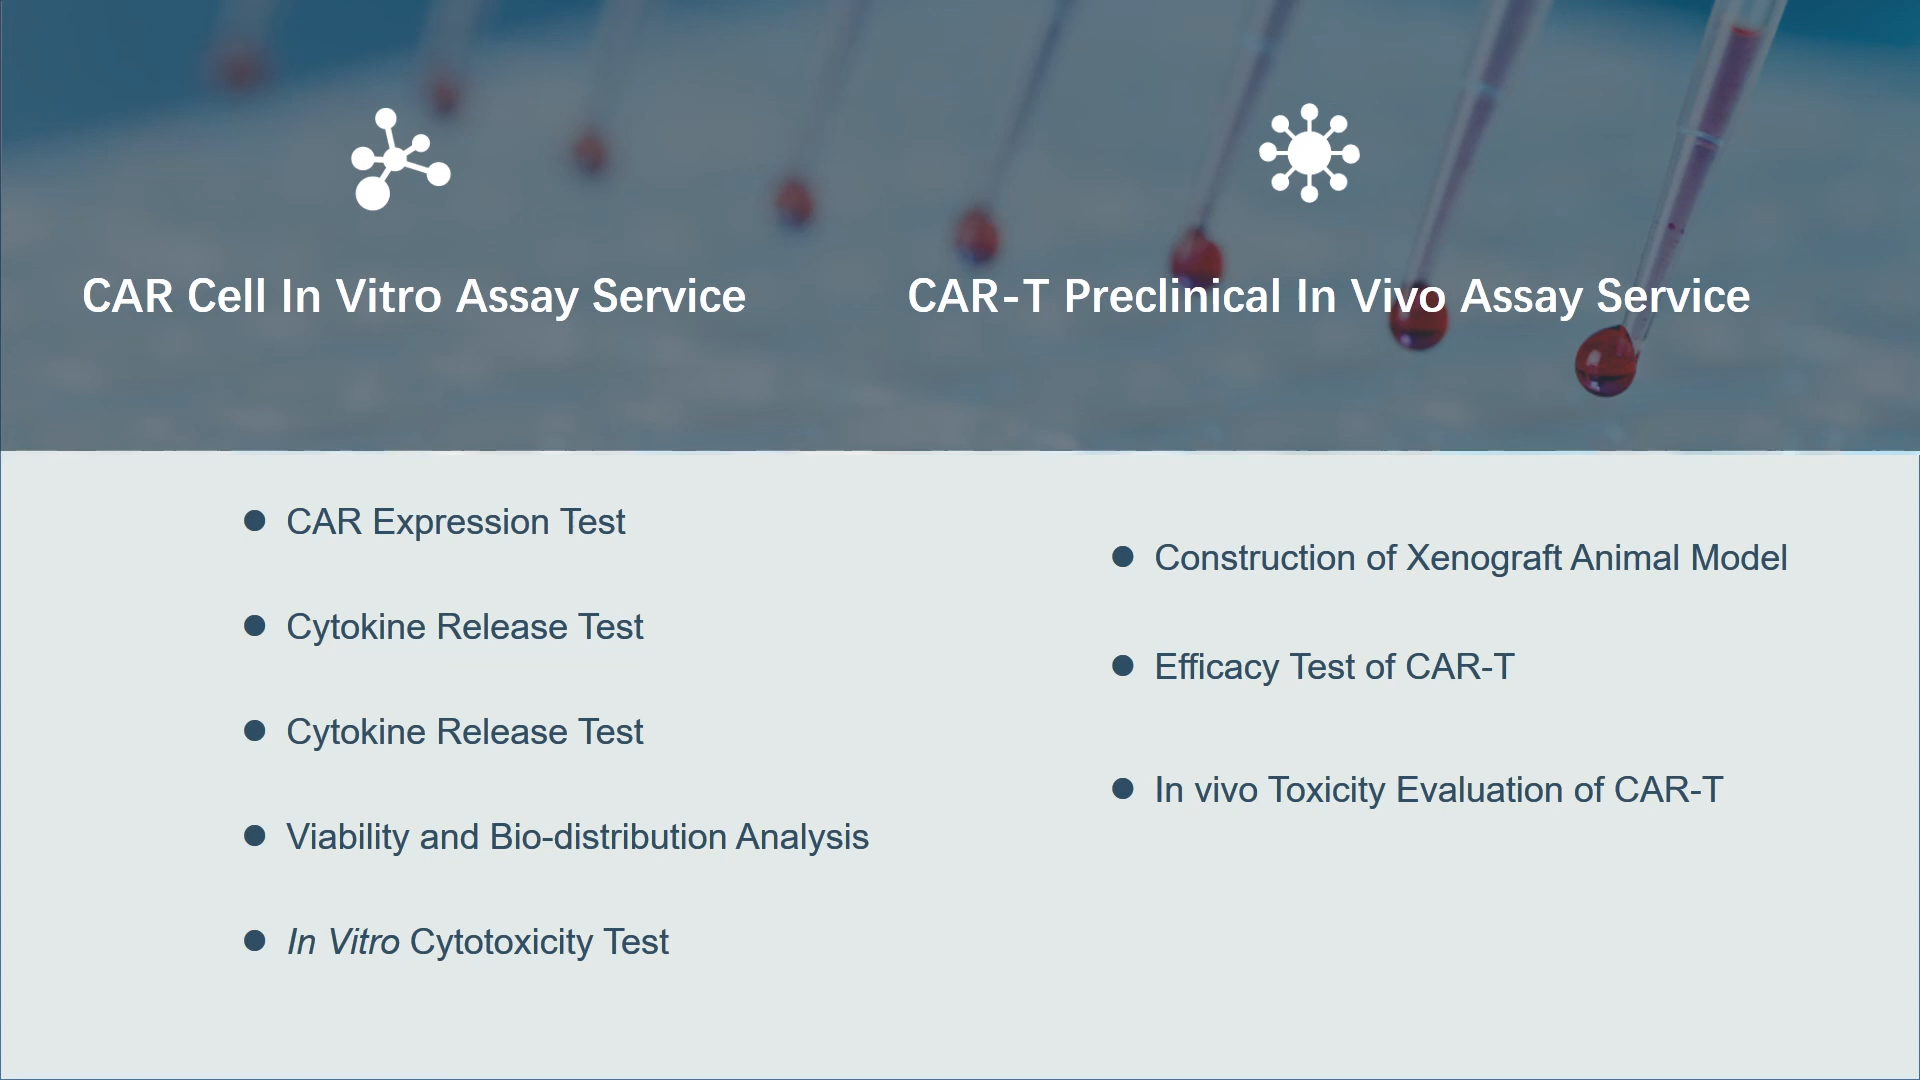 CAR Cell In Vitro Assay Service
CAR Expression Test
Cytokine Release Test
Cytokine Release Test
Viability and Bio-distribution Analysis
In Vitro Cytotoxicity Test
CAR-T Preclinical In Vivo Assay Service
Construction of Xenograft Animal Model
Efficacy Test of CAR-T
In vivo Toxicity Evaluation of CAR-T